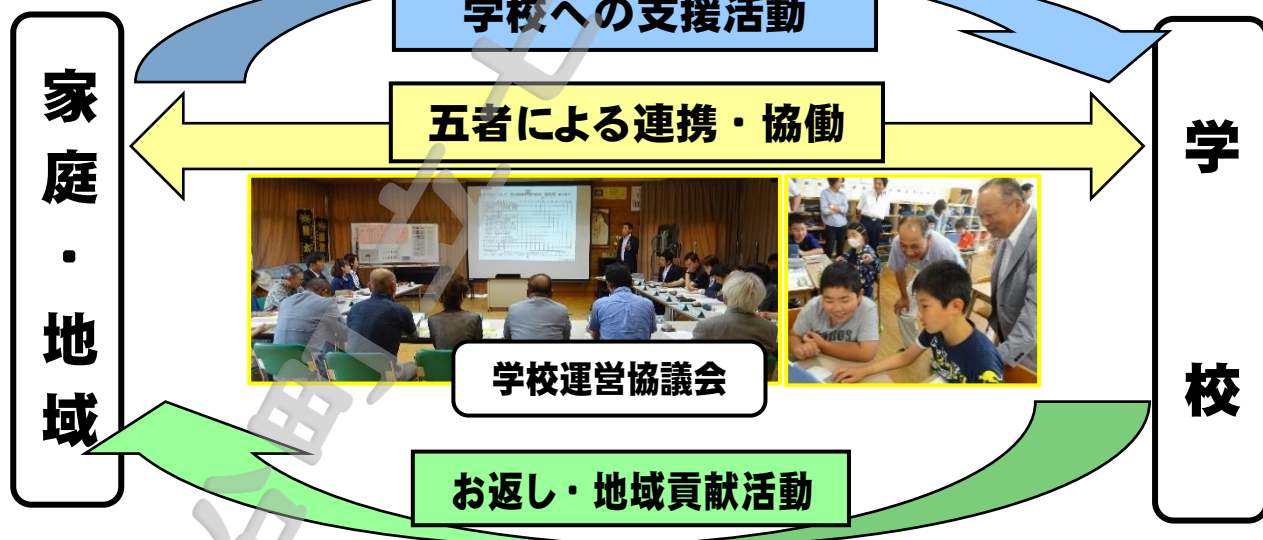 学校への支援活動
家庭・地域
五者による連携・協働
学校
学校運営協議会
お返し・地域貢献活動